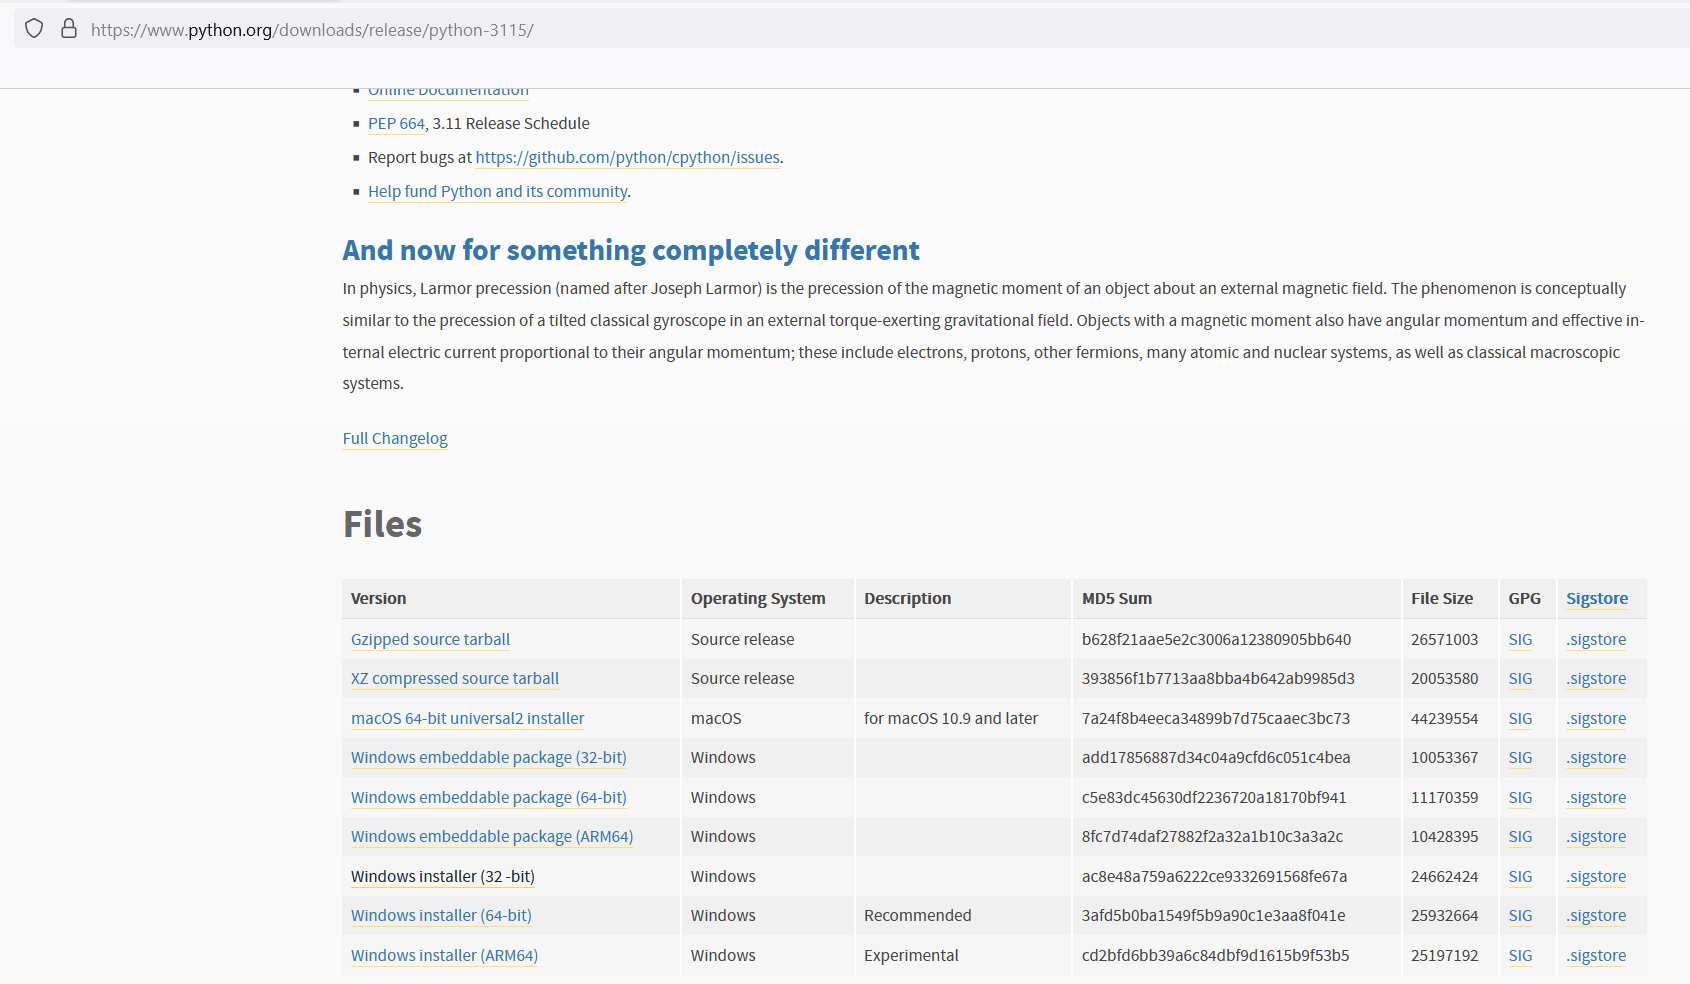 https://www.python.org/downloads/release/python-3115/
Online Documentation
PEP 664, 3.11 Release Schedule
Report bugs at https://github.com/python/cpython/issues.
Help fund Python and its community.
And now for something completely different
In physics, Larmor precession (named after Joseph Larmor) is the precession of the magnetic moment of an object about an external magnetic field. The phenomenon is conceptually
similar to the precession of a tilted classical gyroscope in an external torque-exerting gravitational field. Objects with a magnetic moment also have angular momentum and effective in-
ternal electric current proportional to their angular momentum; these include electrons, protons, other fermions, many atomic and nuclear systems, as well as classical macroscopic
systems.
Full Changelog
Files
Version Operating System Description MD5 Sum File Size GPG Sigstore
Gzipped source tarball Source release b628f21aae5e2c3006a12380905bb640 26571003 SIG .sigstore
XZ compressed source tarball Source release 393856f1b7713aa8bba4b642ab9985d3 20053580 SIG .sigstore
macOS 64-bit universal2 installer macOS for macOS 10.9 and later 7a24f8b4eeca34899b7d75caaec3bc73 44239554 SIG .sigstore
Windows embeddable package (32-bit) Windows add17856887d34c04a9cfd6c051c4bea 10053367 SIG .sigstore
Windows embeddable package (64-bit) Windows c5e83dc45630df2236720a18170bf941 11170359 SIG .sigstore
Windows embeddable package (ARM64) Windows 8fc7d74daf27882f2a32a1b10c3a3a2c 10428395 SIG .sigstore
Windows installer (32 -bit) Windows ac8e48a759a6222ce9332691568fe67a 24662424 SIG .sigstore
Windows installer (64-bit) Windows Recommended 3afd5b0ba1549f5b9a90c1e3aa8f041e 25932664 SIG .sigstore
Windows installer (ARM64) Windows Experimental cd2bfd6bb39a6c84dbf9d1615b9f53b5 25197192 SIG .sigstore